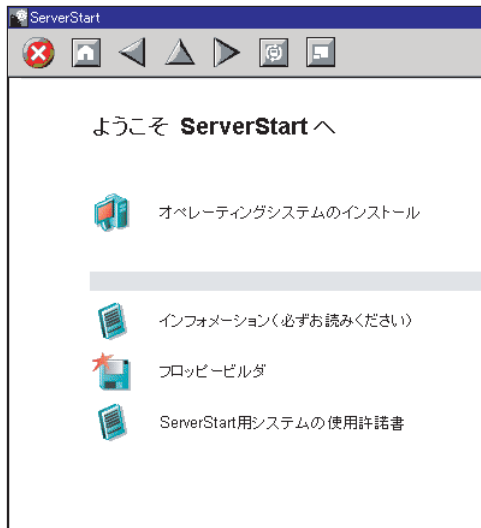 ServerStart
ようこそ ServerStart へ
オペレーティングシステムのインストール
インフォメーション(必ずお読みください)
フロッピービルダ
ServerStart用システムの使用許諾書